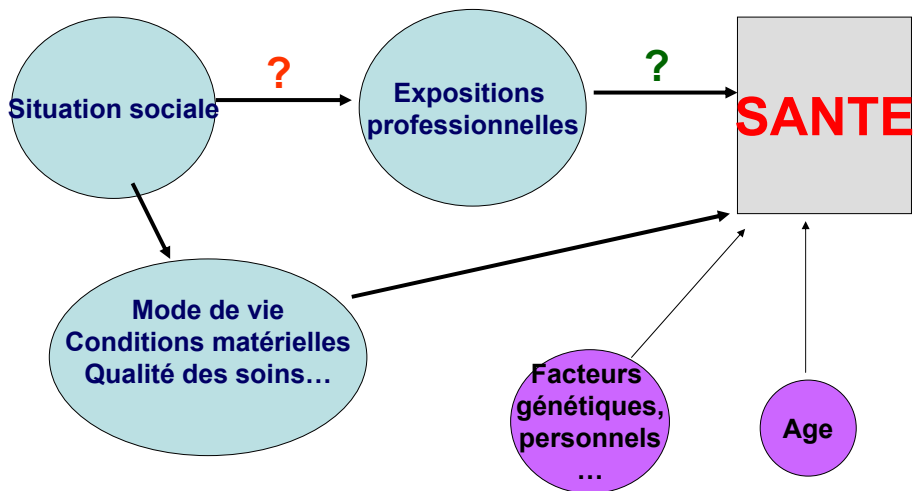 Situation sociale
?
Expositions
professionnelles
?
SANTE
Mode de vie
Conditions matérielles
Qualité des soins…
Facteurs
génétiques,
personnels
…
Age